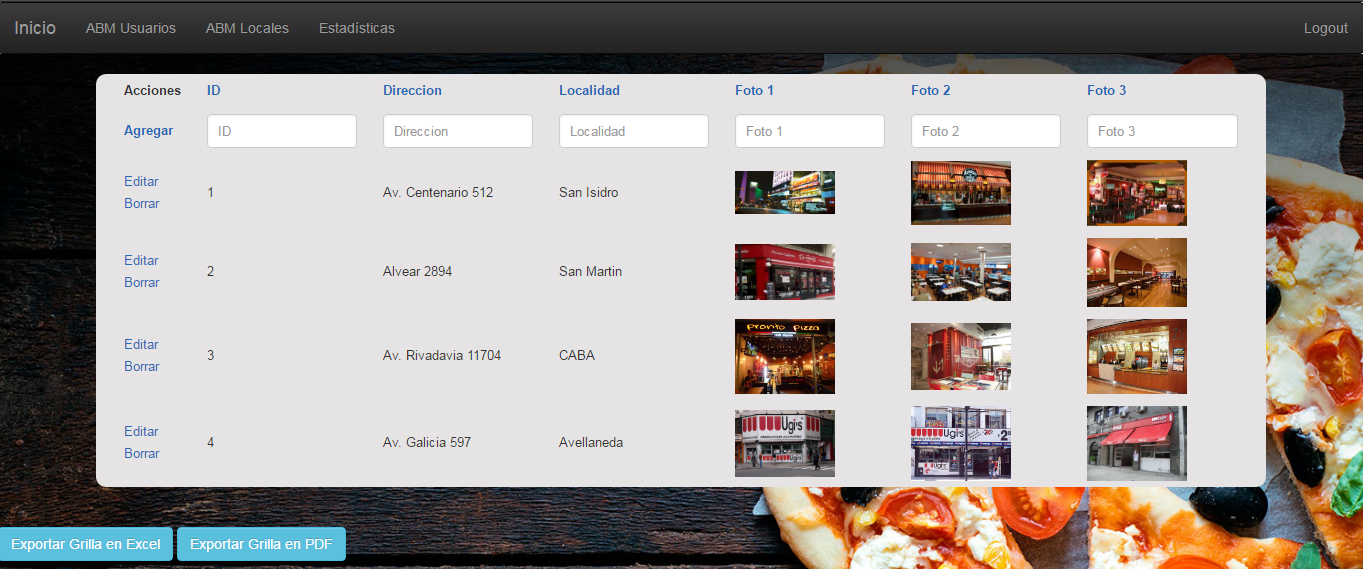 Inicio ABM Usuarios ABM Locales Estadísticas Logout
Acciones ID Direccion Localidad Foto 1 Foto 2 Foto 3
Agregar ID Direccion Localidad Foto 1 Foto 2 Foto 3
Editar
Borrar
1 Av. Centenario 512 San Isidro
Editar
Borrar
2 Alvear 2894 San Martin
Editar
Borrar
3 Av. Rivadavia 11704 CABA
Pronto Pizza
Editar
Borrar
4 Av. Galicia 597 Avellaneda
Ugi's
Ugi's
Ugi's
Exportar Grilla en Excel Exportar Grilla en PDF